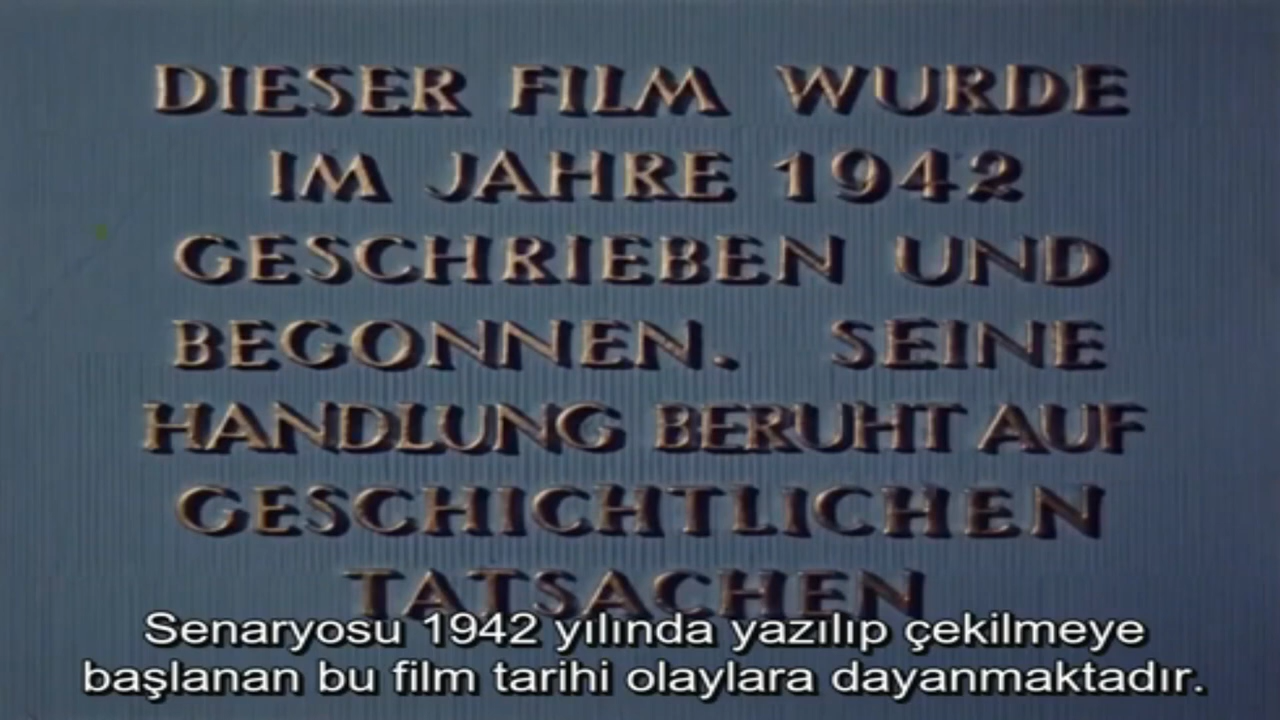 DIESER FILM WURDE
IM JAHRE 1942
GESCHRIEBEN UND
BEGONNEN. SEINE
HANDLUNG BERUHT AUF
GESCHICHTLICHEN
TATSACHEN
Senaryosu 1942 yılında yazılıp çekilmeye
başlanan bu film tarihi olaylara dayanmaktadır.